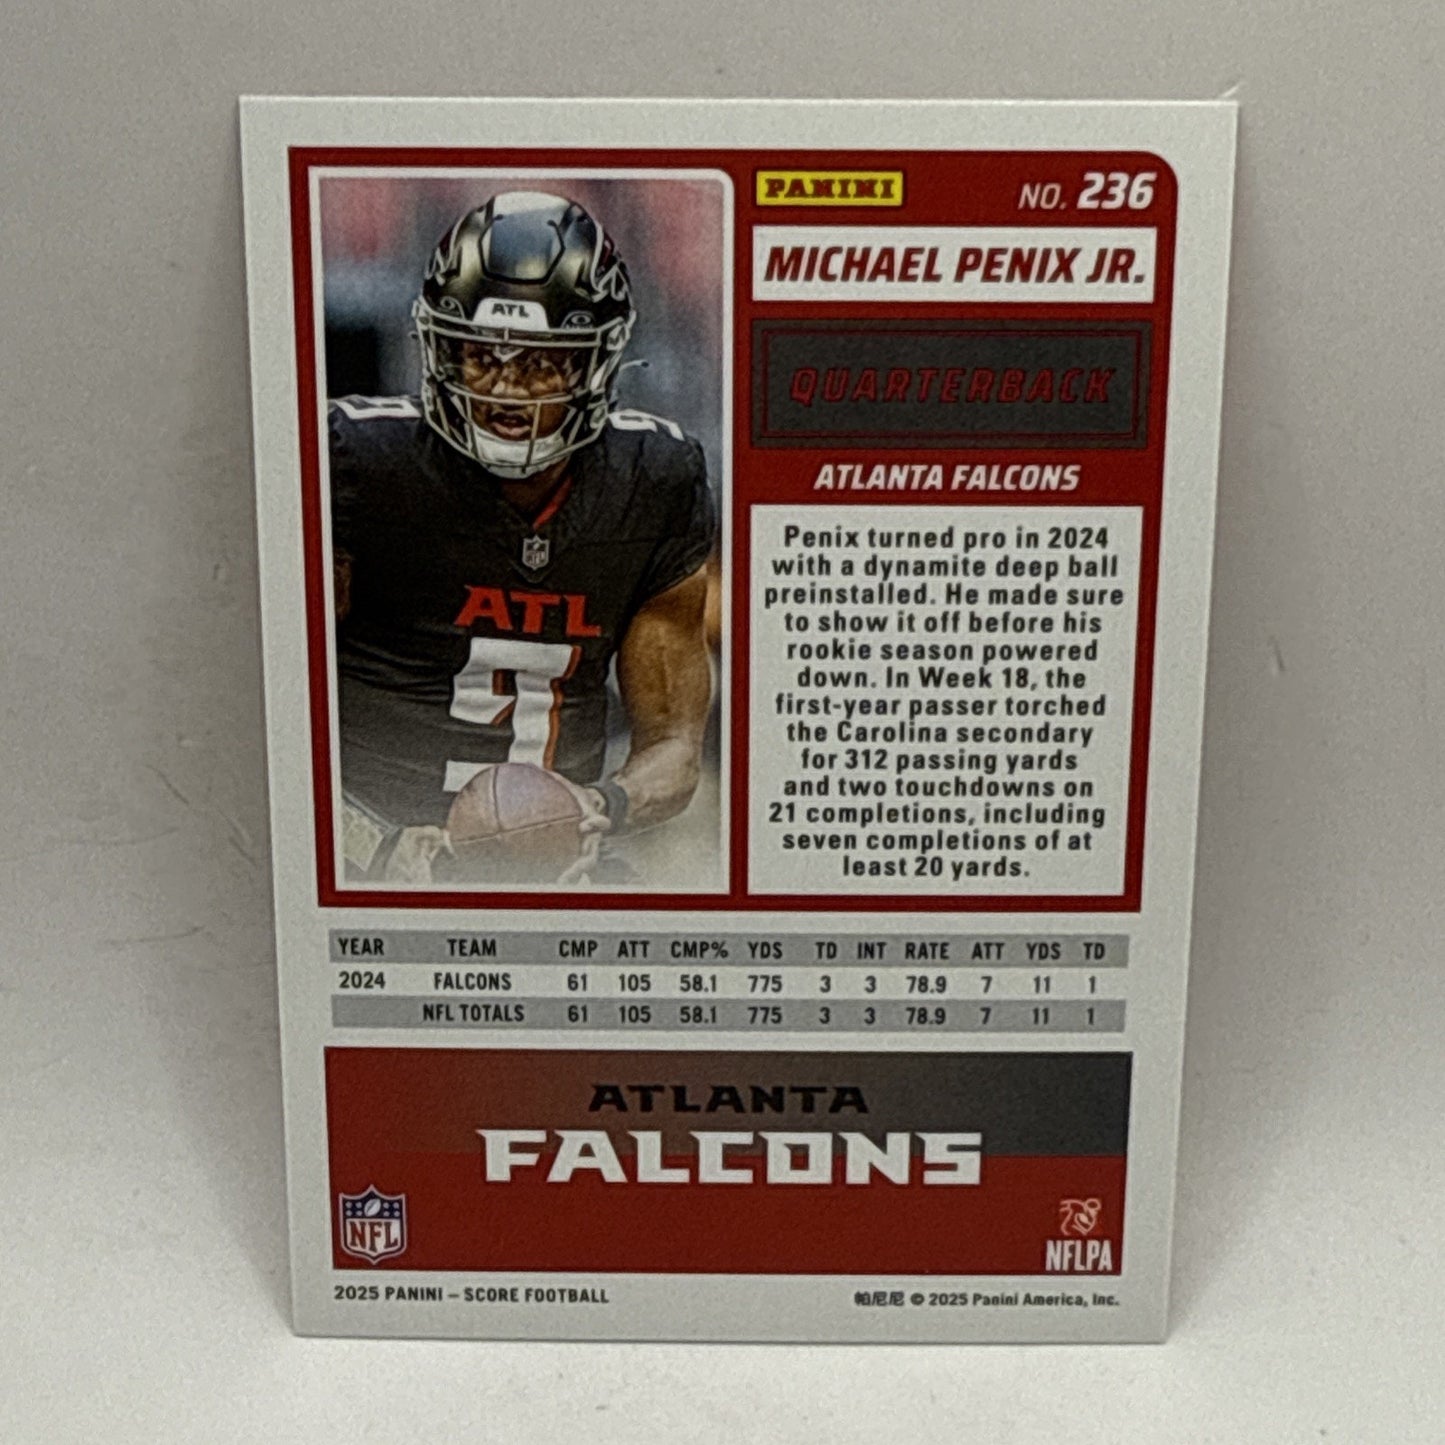 PANINI
NO. 236
MICHAEL PENIX JR.
QUARTERBACK
ATLANTA FALCONS
Penix turned pro in 2024
with a dynamite deep ball
preinstalled. He made sure
to show it off before his
rookie season powered
down. In Week 18, the
first-year passer torched
the Carolina secondary
for 312 passing yards
and two touchdowns on
21 completions, including
seven completions of at
least 20 yards.
ATL
9
9
NFL
ATL
9
YEAR TEAM CMP ATT CMP% YDS TD INT RATE ATT YDS TD
2024 FALCONS 61 105 58.1 775 3 3 78.9 7 11 1
NFL TOTALS 61 105 58.1 775 3 3 78.9 7 11 1
ATLANTA
FALCONS
NFL
NFLPA
2025 PANINI – SCORE FOOTBALL
帕尼尼 © 2025 Panini America, Inc.